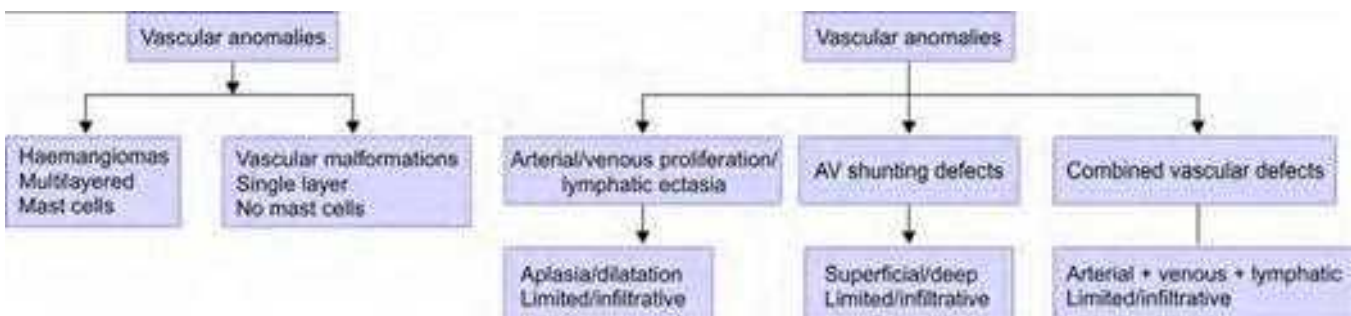 Vascular anomalies
Haemangiomas
Multilayered
Mast cells
Vascular malformations
Single layer
No mast cells
Vascular anomalies
Arterial/venous proliferation/
lymphatic ectasia
AV shunting defects
Combined vascular defects
Aplasia/dilatation
Limited/infiltrative
Superficial/deep
Limited/infiltrative
Arterial + venous + lymphatic
Limited/infiltrative